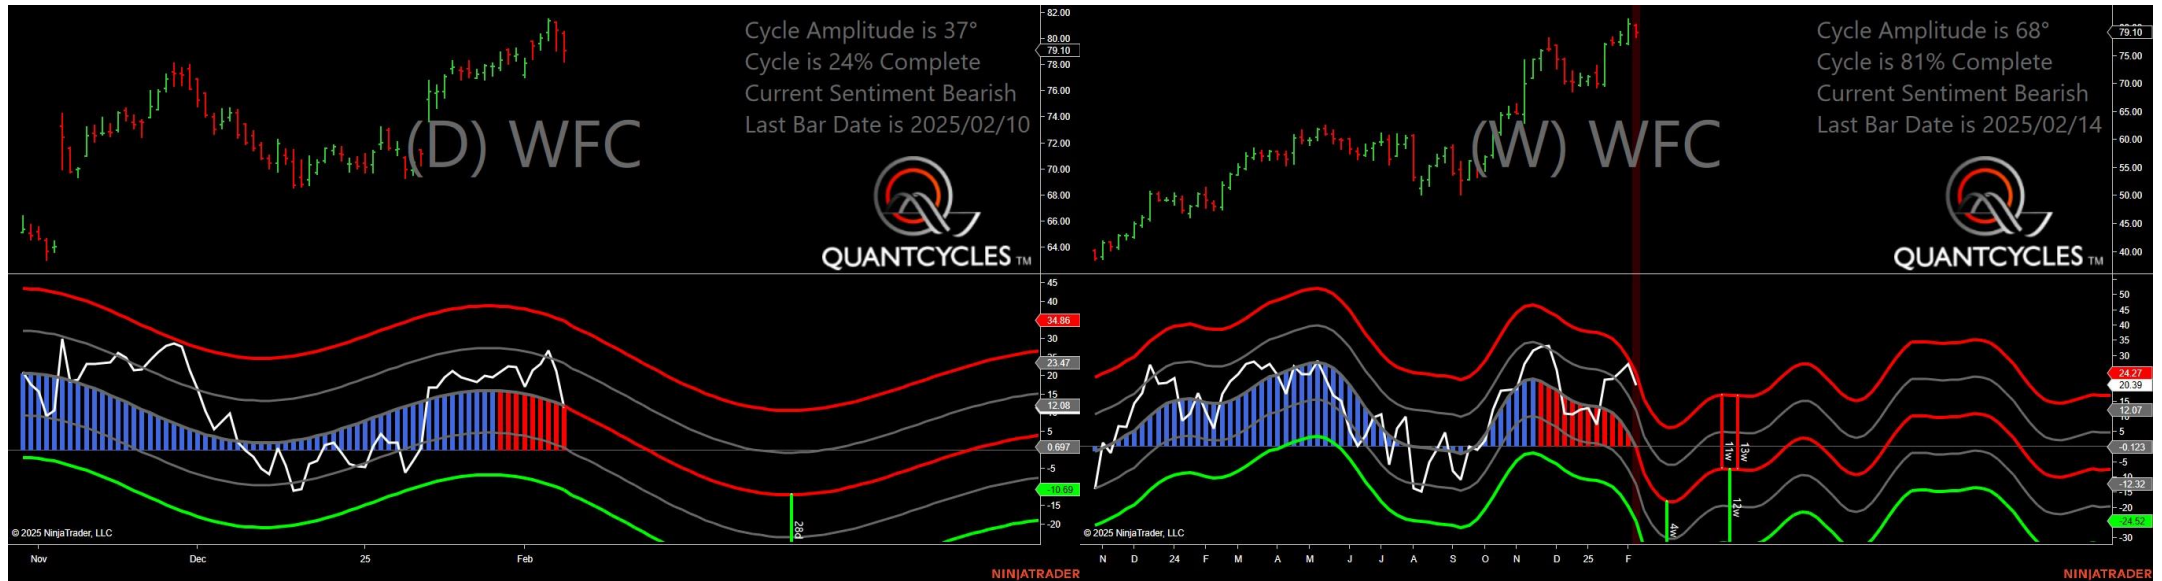 Cycle Amplitude is 37°
Cycle is 24% Complete
Current Sentiment Bearish
Last Bar Date is 2025/02/10
(D) WFC
QUANTCYCLES TM
82.00
80.00
79.10
78.00
76.00
74.00
72.00
70.00
68.00
66.00
64.00
45
40
34.86
30
23.47
20
12.08
5
0.697
-5
-10.69
-15
-20
28d
© 2025 NinjaTrader, LLC
Nov
Dec
25
Feb
NINJATRADER
Cycle Amplitude is 68°
Cycle is 81% Complete
Current Sentiment Bearish
Last Bar Date is 2025/02/14
(W) WFC
QUANTCYCLES TM
79.10
75.00
70.00
65.00
60.00
55.00
50.00
45.00
40.00
50
45
40
35
30
24.27
20.39
15
12.07
5
-0.123
-5
-12.32
-15
-20
-24.52
-30
11w
13w
12w
4w
© 2025 NinjaTrader, LLC
N D 24 F M A M J J A S O N D 25 F
NINJATRADER